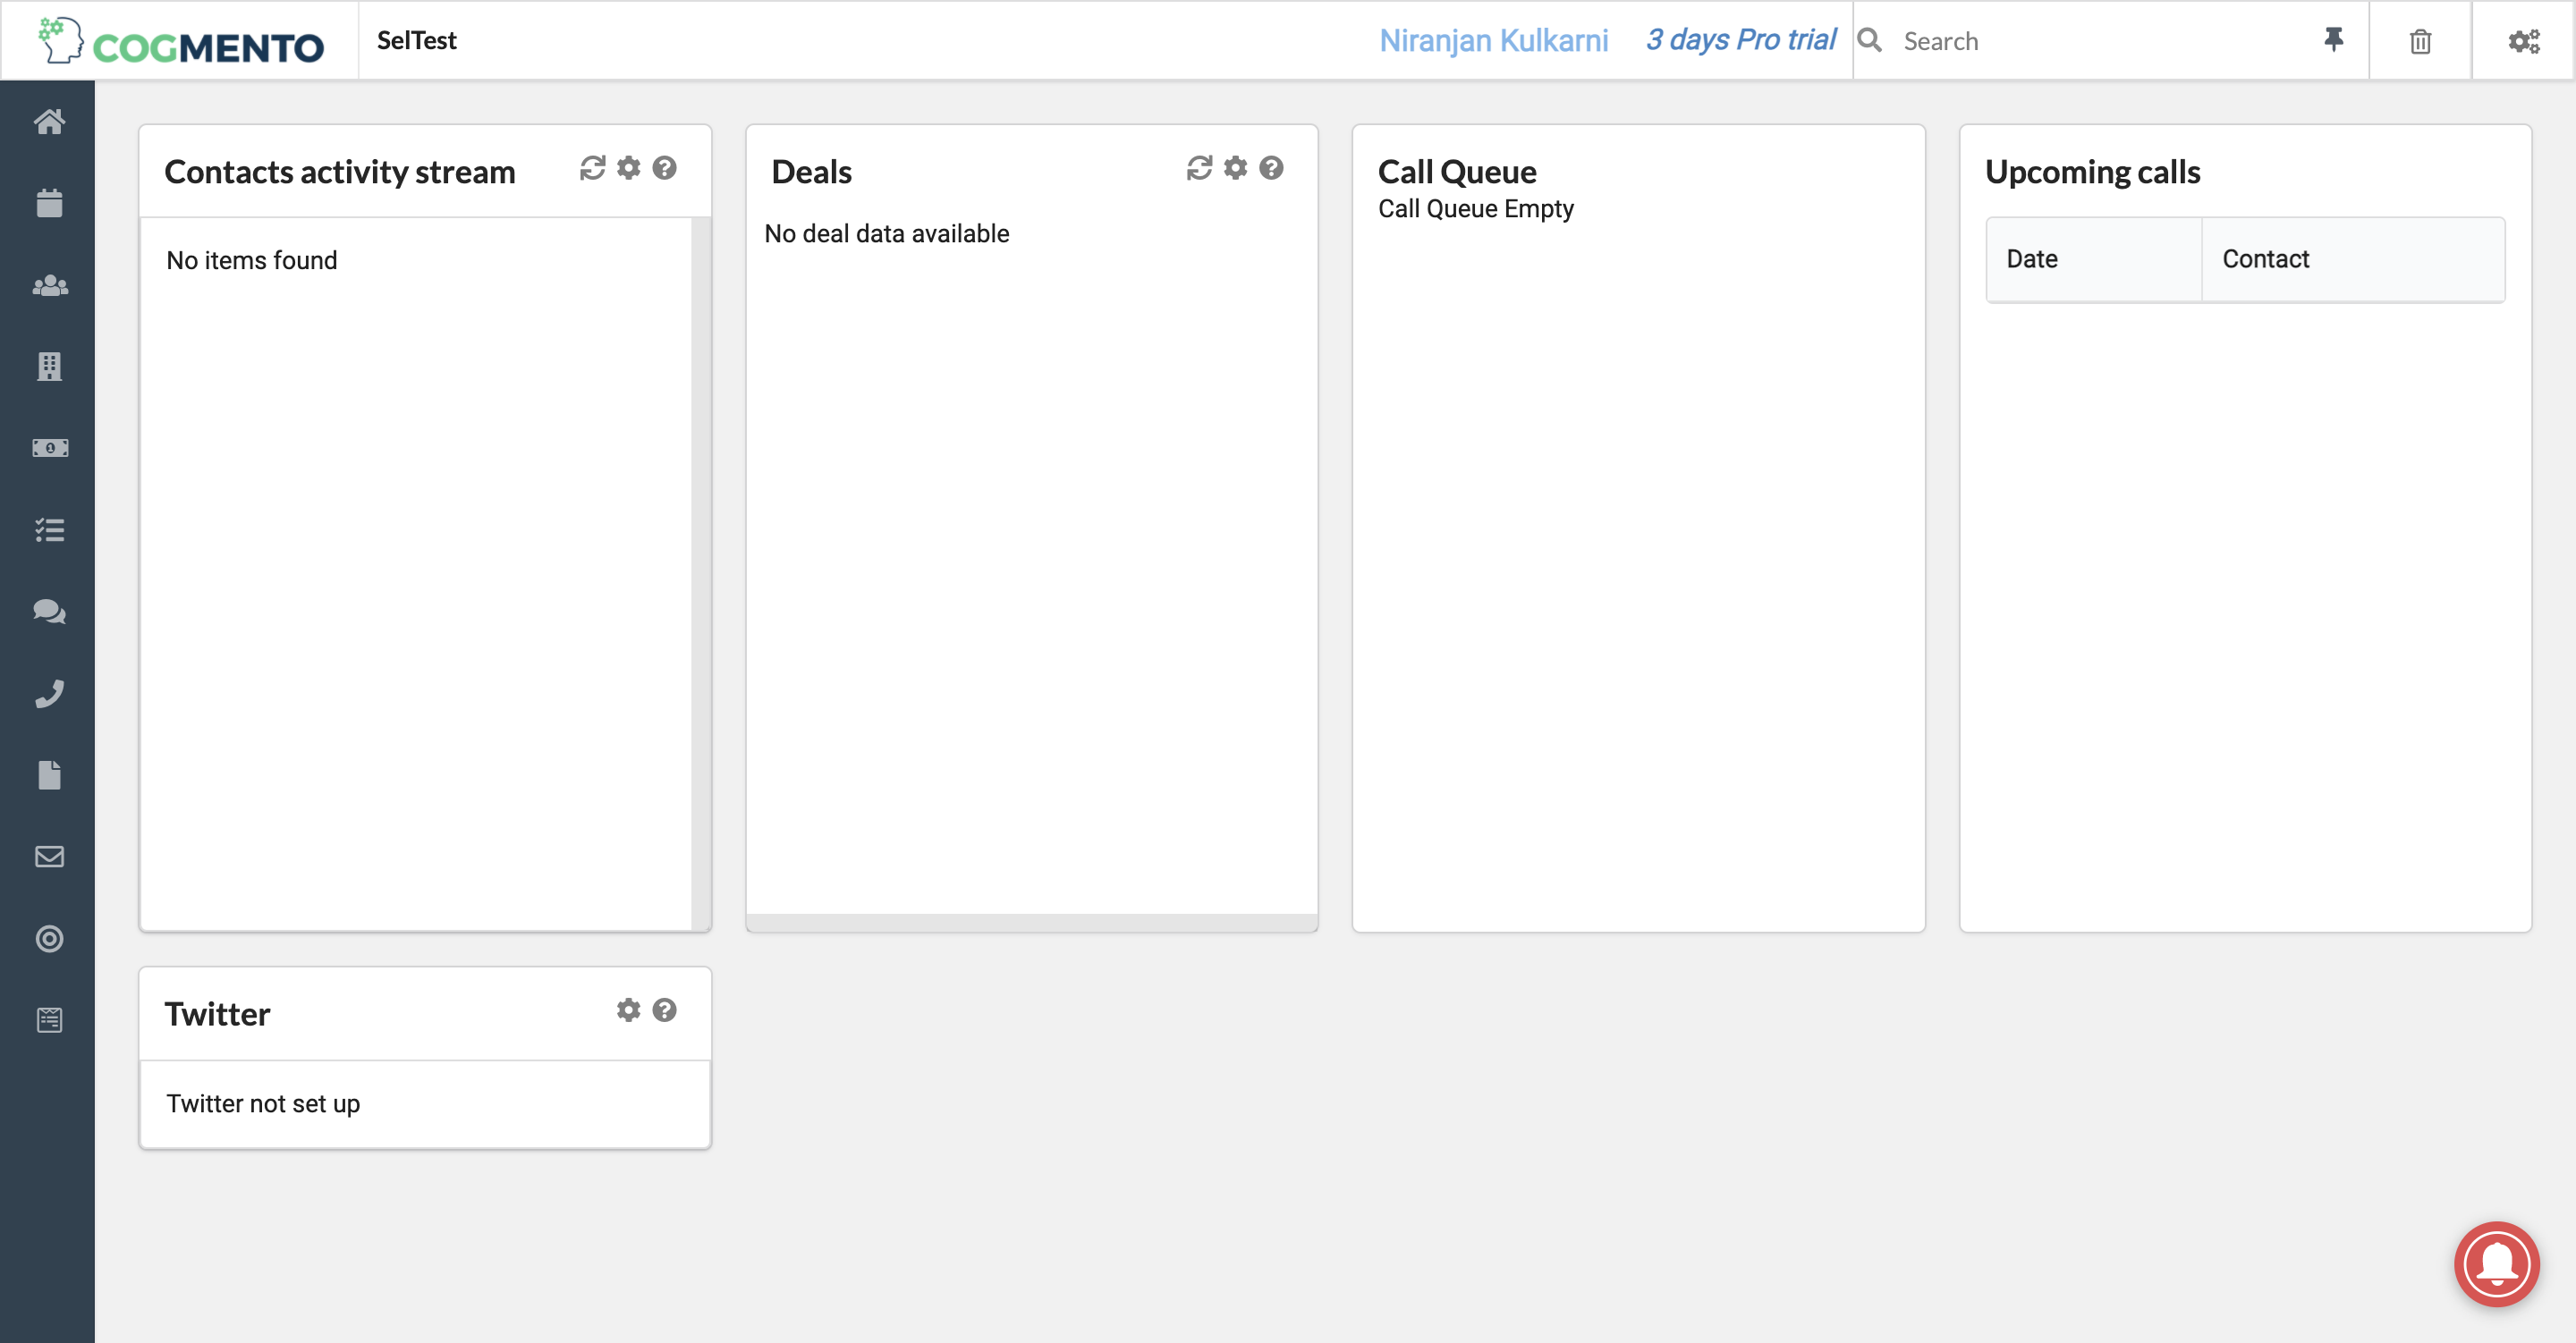 COGMENTO
SelTest
Niranjan Kulkarni
3 days Pro trial
Search
Contacts activity stream
No items found
Deals
No deal data available
Call Queue
Call Queue Empty
Upcoming calls
Date
Contact
Twitter
Twitter not set up